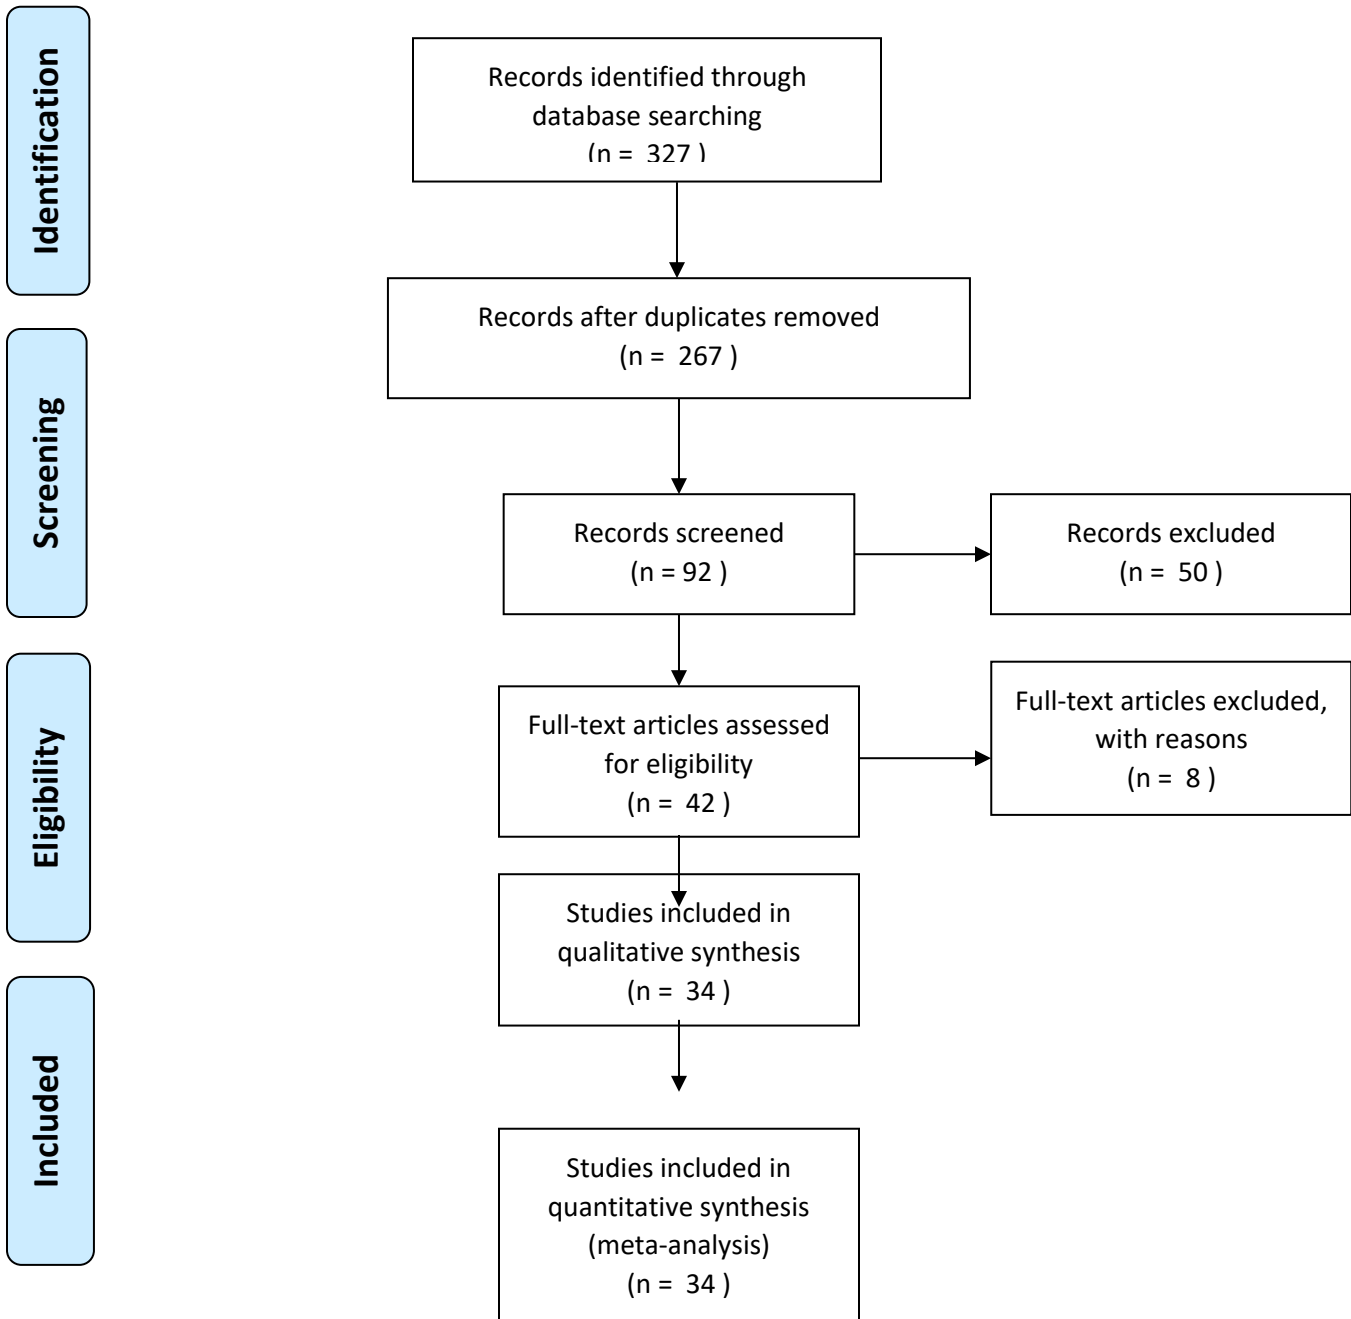 Identification
Records identified through
database searching
(n =  327 )
Records after duplicates removed
(n =  267 )
Screening
Records screened
(n = 92 )
Records excluded
(n =  50 )
Eligibility
Full-text articles assessed
for eligibility
(n =  42 )
Full-text articles excluded,
with reasons
(n =  8 )
Studies included in
qualitative synthesis
(n =  34 )
Included
Studies included in
quantitative synthesis
(meta-analysis)
(n =  34 )